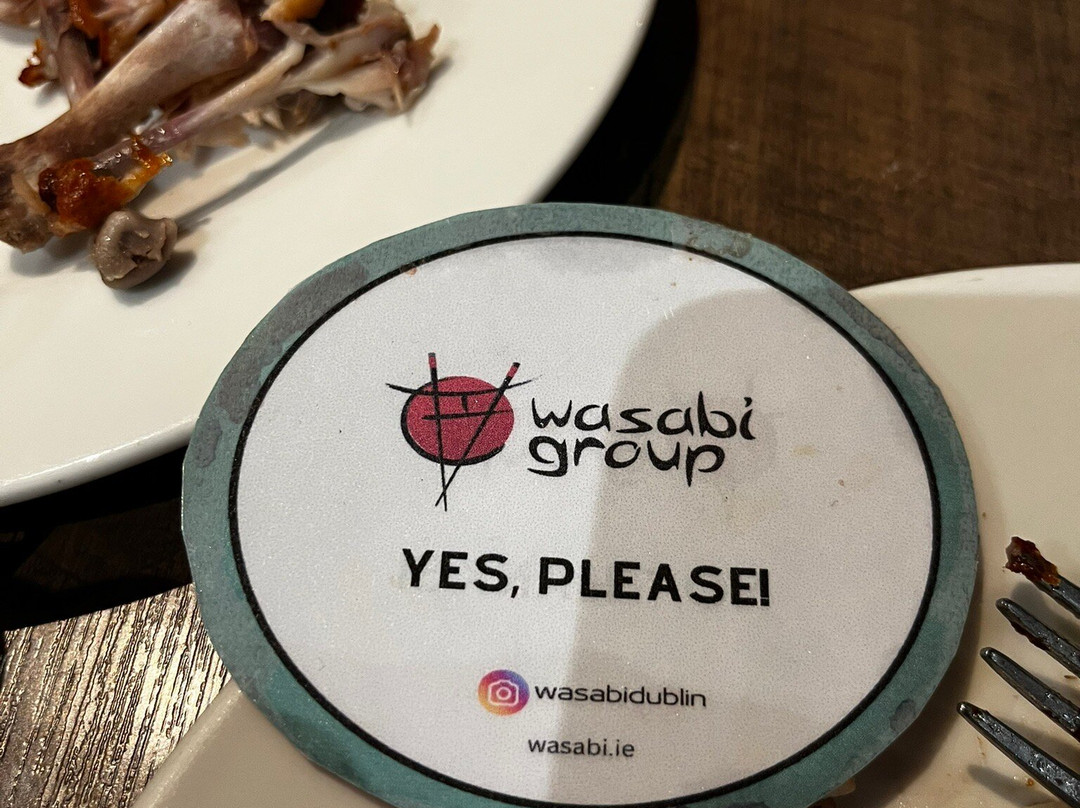 wasabi
group
YES, PLEASE!
wasabidublin
wasabi.ie